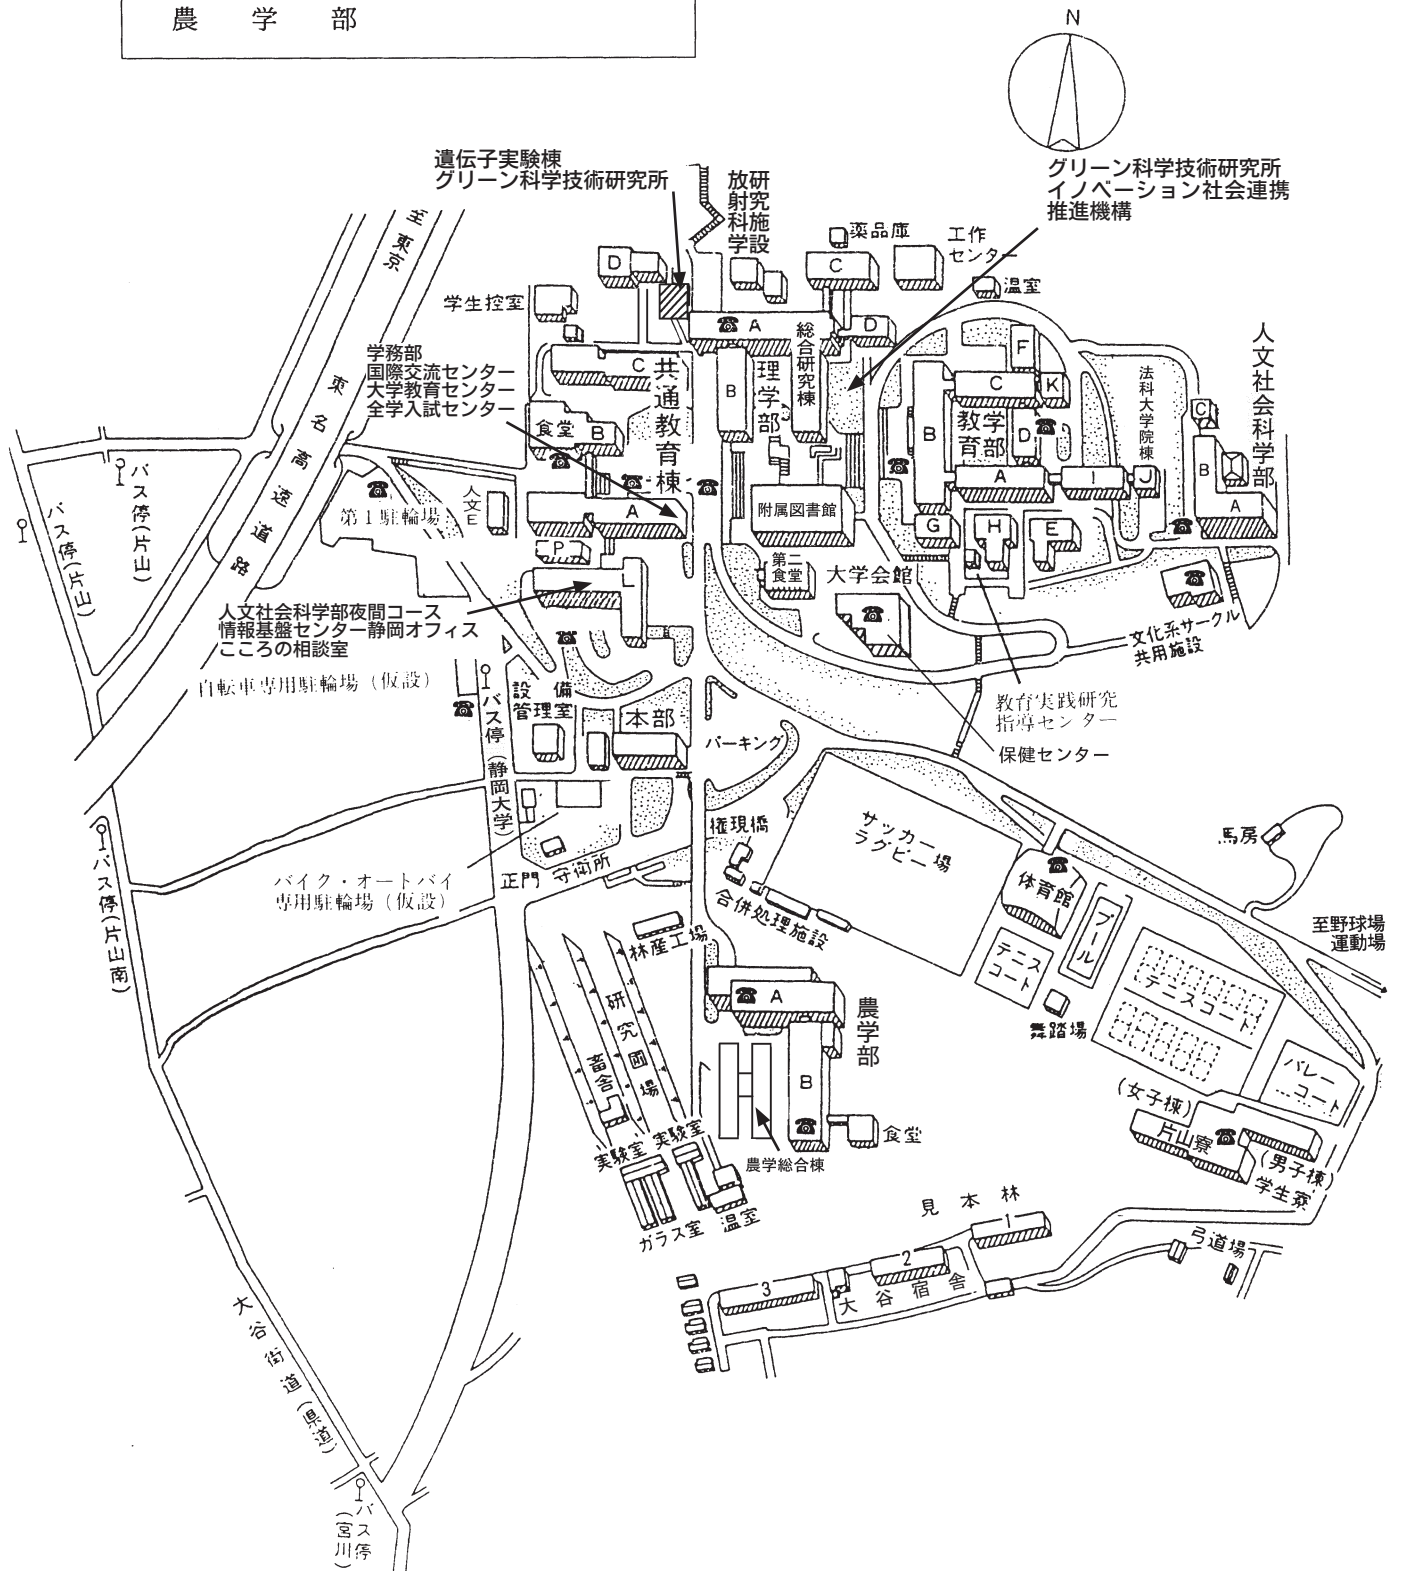 農学部
N
遺伝子実験棟
グリーン科学技術研究所
放射科学
研究施設
グリーン科学技術研究所
イノベーション社会連携
推進機構
薬品庫
工作
センター
温室
至東京
東名高速道路
学生控室
学務部
国際交流センター
大学教育センター
全学入試センター
D
C
食堂
B
共通教育棟
A
P
人文E
A
B
C
D
理学部
総合研究棟
F
C
K
B
教育学部
D
A
I
J
G
H
E
法科大学院棟
人文社会科学部
C
B
A
附属図書館
第二
食堂
大学会館
文化系サークル
共用施設
教育実践研究
指導センター
保健センター
バス停(片山)
バス停(片山)
第1駐輪場
人文社会科学部夜間コース
情報基盤センター静岡オフィス
こころの相談室
自転車専用駐輪場(仮設)
バス停(静岡大学)
設備
管理室
本部
パーキング
権現橋
合併処理施設
サッカー
ラグビー場
体育館
プール
テニス
コート
テニスコート
舞踏場
馬房
至野球場
運動場
バレー
コート
(女子棟)
片山寮
(男子棟)
学生寮
バス停(片山南)
バイク・オートバイ
専用駐輪場(仮設)
正門
守衛所
林産工場
研究圃場
畜舎
実験室
実験室
ガラス室
温室
A
B
農学部
食堂
農学総合棟
見本林
1
2
3
大谷宿舎
弓道場
大谷街道(県道)
バス停
(宮川)